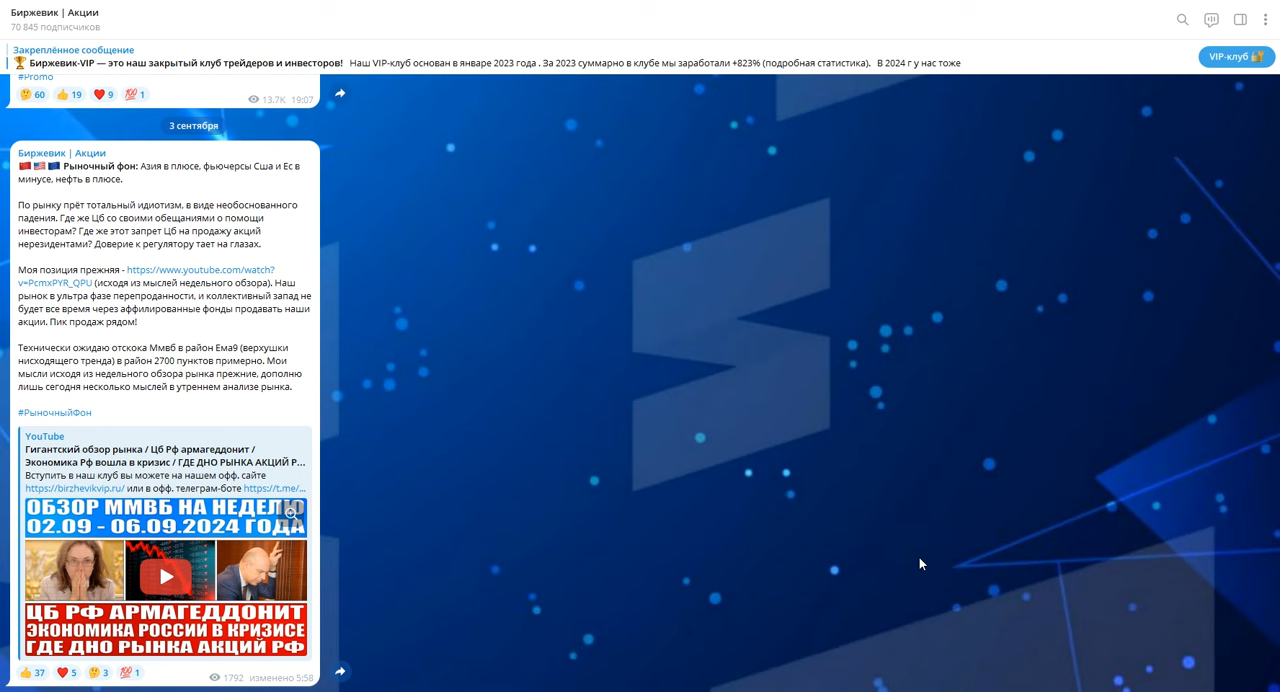 Биржевик | Акции
70 845 подписчиков
Закреплённое сообщение
🏆 Биржевик-VIP — это наш закрытый клуб трейдеров и инвесторов! Наш VIP-клуб основан в январе 2023 года . За 2023 суммарно в клубе мы заработали +823% (подробная статистика). В 2024 г у нас тоже
VIP-клуб 🔐
#Promo
🤔 60 👍 19 ❤️ 9 💯 1
13.7K 19:07
3 сентября
Биржевик | Акции
🇨🇳 🇺🇸 🇪🇺 Рыночный фон: Азия в плюсе, фьючерсы Сша и Ес в
минусе, нефть в плюсе.
По рынку прёт тотальный идиотизм, в виде необоснованного
падения. Где же Цб со своими обещаниями о помощи
инвесторам? Где же этот запрет Цб на продажу акций
нерезидентами? Доверие к регулятору тает на глазах.
Моя позиция прежняя - https://www.youtube.com/watch?
v=PcmxPYR_QPU (исходя из мыслей недельного обзора). Наш
рынок в ультра фазе перепроданности, и коллективный запад не
будет все время через аффилированные фонды продавать наши
акции. Пик продаж рядом!
Технически ожидаю отскока Ммвб в район Ема9 (верхушки
нисходящего тренда) в район 2700 пунктов примерно. Мои
мысли исходя из недельного обзора рынка прежние, дополню
лишь сегодня несколько мыслей в утреннем анализе рынка.
#РыночныйФон
YouTube
Гигантский обзор рынка / Цб Рф армагеддонит /
Экономика Рф вошла в кризис / ГДЕ ДНО РЫНКА АКЦИЙ Р...
Вступить в наш клуб вы можете на нашем офф. сайте
https://birzhevikvip.ru/ или в офф. телеграм-боте https://t.me/...
ОБЗОР ММВБ НА НЕДЕЛЮ
02.09 - 06.09.2024 ГОДА
ЦБ РФ АРМАГЕДДОНИТ
ЭКОНОМИКА РОССИИ В КРИЗИСЕ
ГДЕ ДНО РЫНКА АКЦИЙ РФ
👍 37 ❤️ 5 🤔 3 💯 1
1792 изменено 5:58